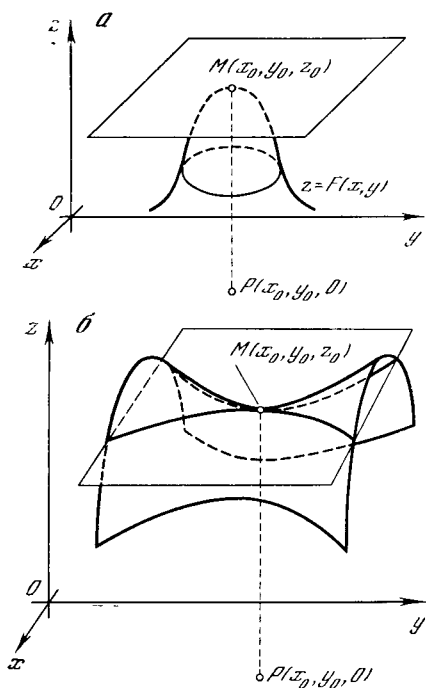 z а
M(x₀, y₀, z₀)
z=F(x,y)
0
x
y
P(x₀, y₀, 0)
z б
M(x₀, y₀, z₀)
0
x
y
P(x₀, y₀, 0)